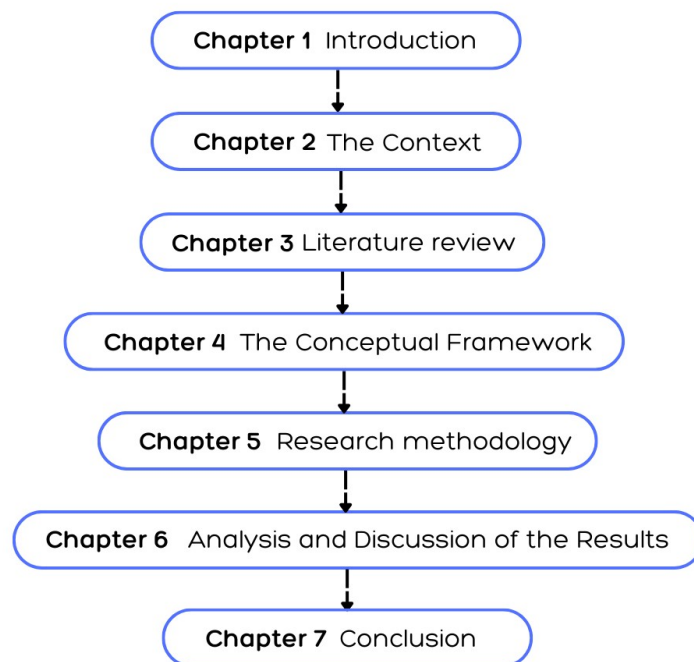 Chapter 1 Introduction
Chapter 2 The Context
Chapter 3 Literature review
Chapter 4 The Conceptual Framework
Chapter 5 Research methodology
Chapter 6 Analysis and Discussion of the Results
Chapter 7 Conclusion